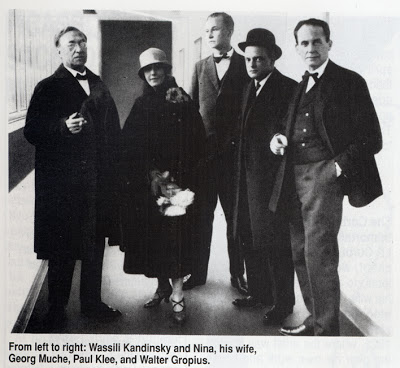 From left to right: Wassili Kandinsky and Nina, his wife,
Georg Muche, Paul Klee, and Walter Gropius.